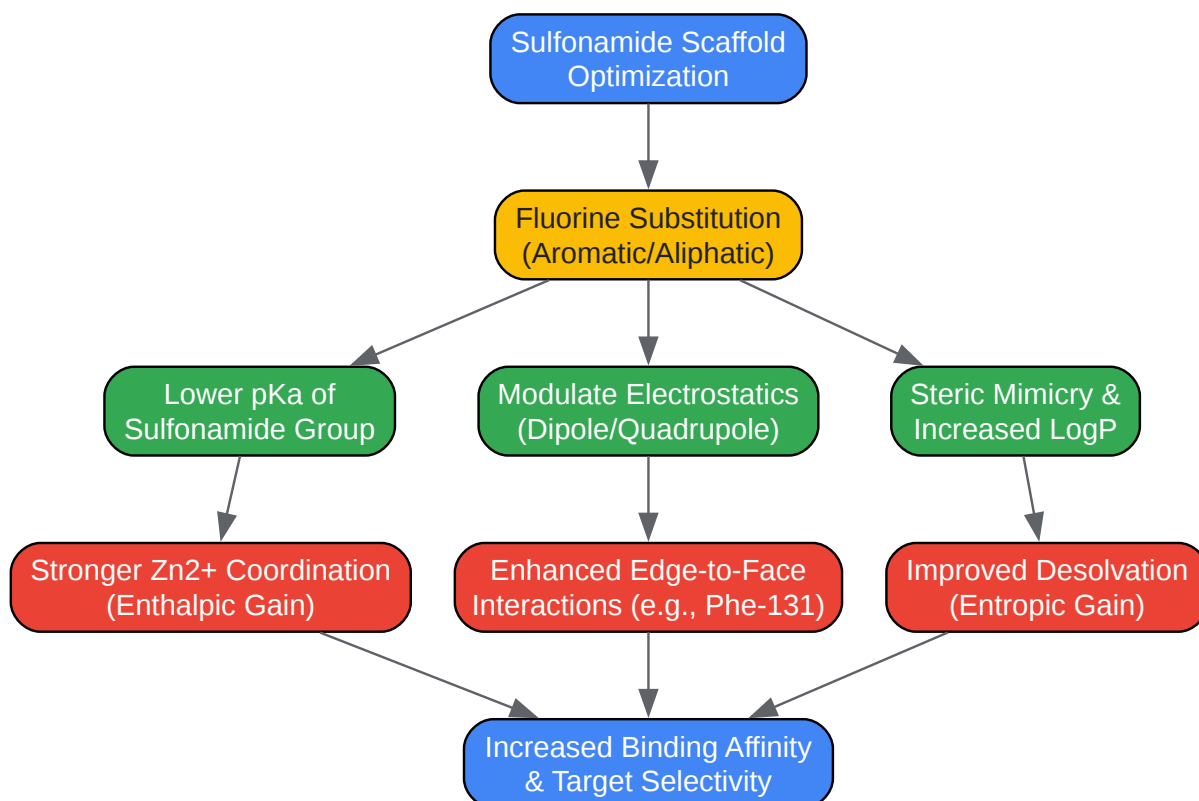 Sulfonamide Scaffold
Optimization
Fluorine Substitution
(Aromatic/Aliphatic)
Lower pKa of
Sulfonamide Group
Modulate Electrostatics
(Dipole/Quadrupole)
Steric Mimicry &
Increased LogP
Stronger Zn2+ Coordination
(Enthalpic Gain)
Enhanced Edge-to-Face
Interactions (e.g., Phe-131)
Improved Desolvation
(Entropic Gain)
Increased Binding Affinity
& Target Selectivity